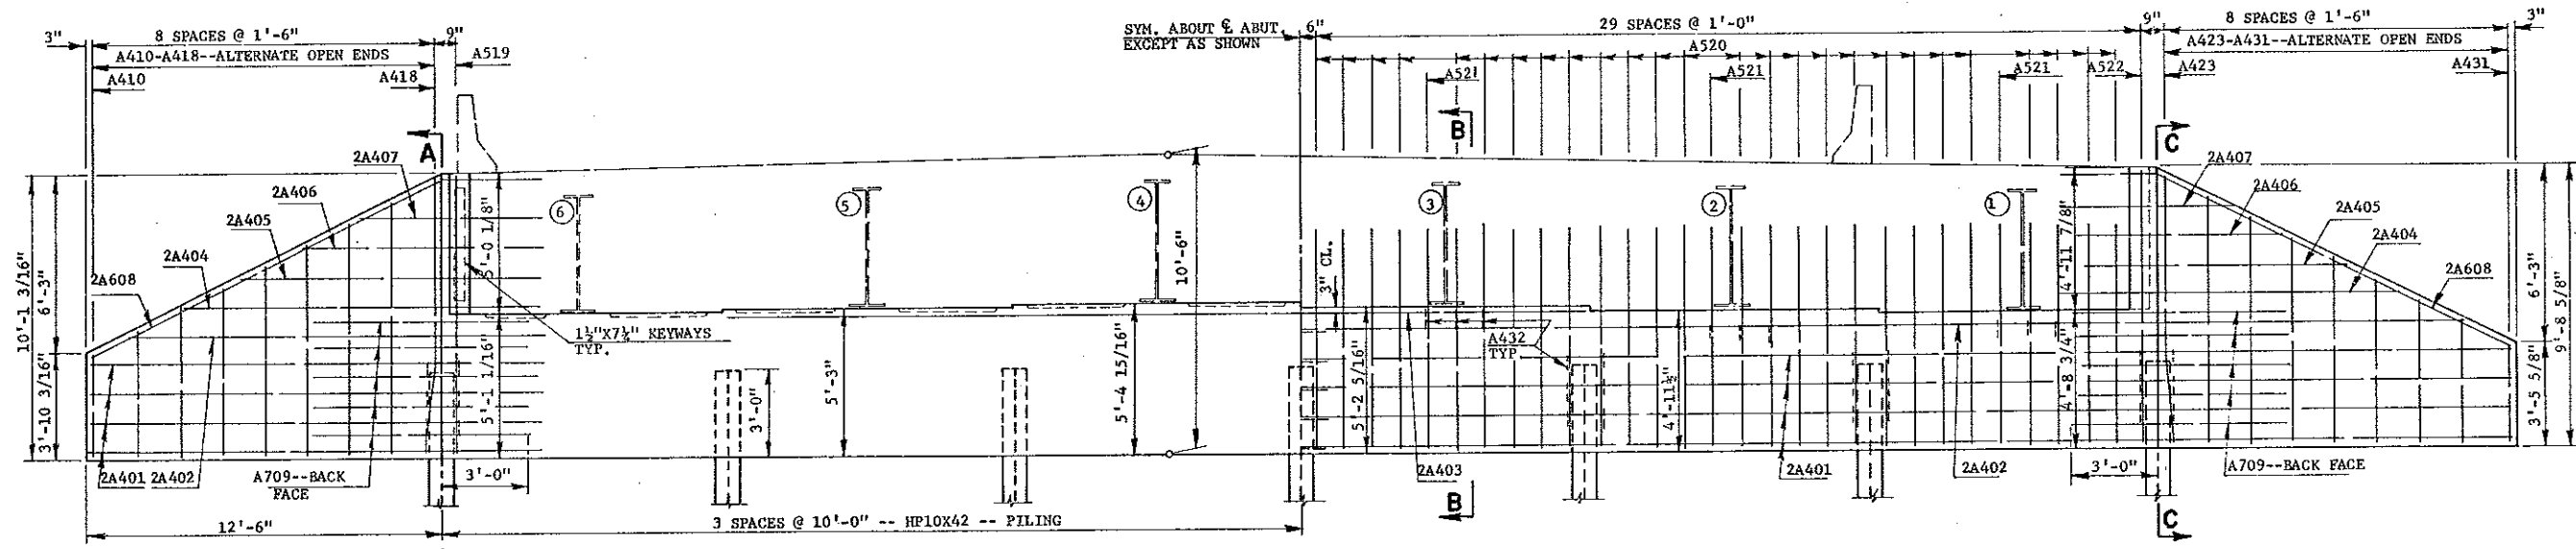 SYM. ABOUT ℄ ABUT.
EXCEPT AS SHOWN
6"
29 SPACES @ 1'-0"
9"
8 SPACES @ 1'-6"
3"
3"
8 SPACES @ 1'-6"
9"
A410-A418--ALTERNATE OPEN ENDS
A519
A520
A423-A431--ALTERNATE OPEN ENDS
A410
A418
A521
A521
A521
A522
A423
A431
A
B
C
2A407
2A406
2A405
2A404
2A608
2A407
2A406
2A405
2A404
2A608
6
5
4
3
2
1
10'-1 3/16"
6'-3"
3'-10 3/16"
5'-0 1/8"
5'-1 1/16"
1½"X7¼" KEYWAYS
TYP.
10'-6"
3" CL.
A432
TYP
4'-11 7/8"
4'-8 3/4"
6'-3"
3'-5 5/8"
9'-8 5/8"
3'-0"
5'-3"
5'-4 15/16"
5'-2 5/16"
4'-11½"
2A401
2A402
A709--BACK
FACE
3'-0"
2A403
2A401
2A402
3'-0"
A709--BACK FACE
12'-6"
3 SPACES @ 10'-0" -- HP10X42 -- PILING
B
C